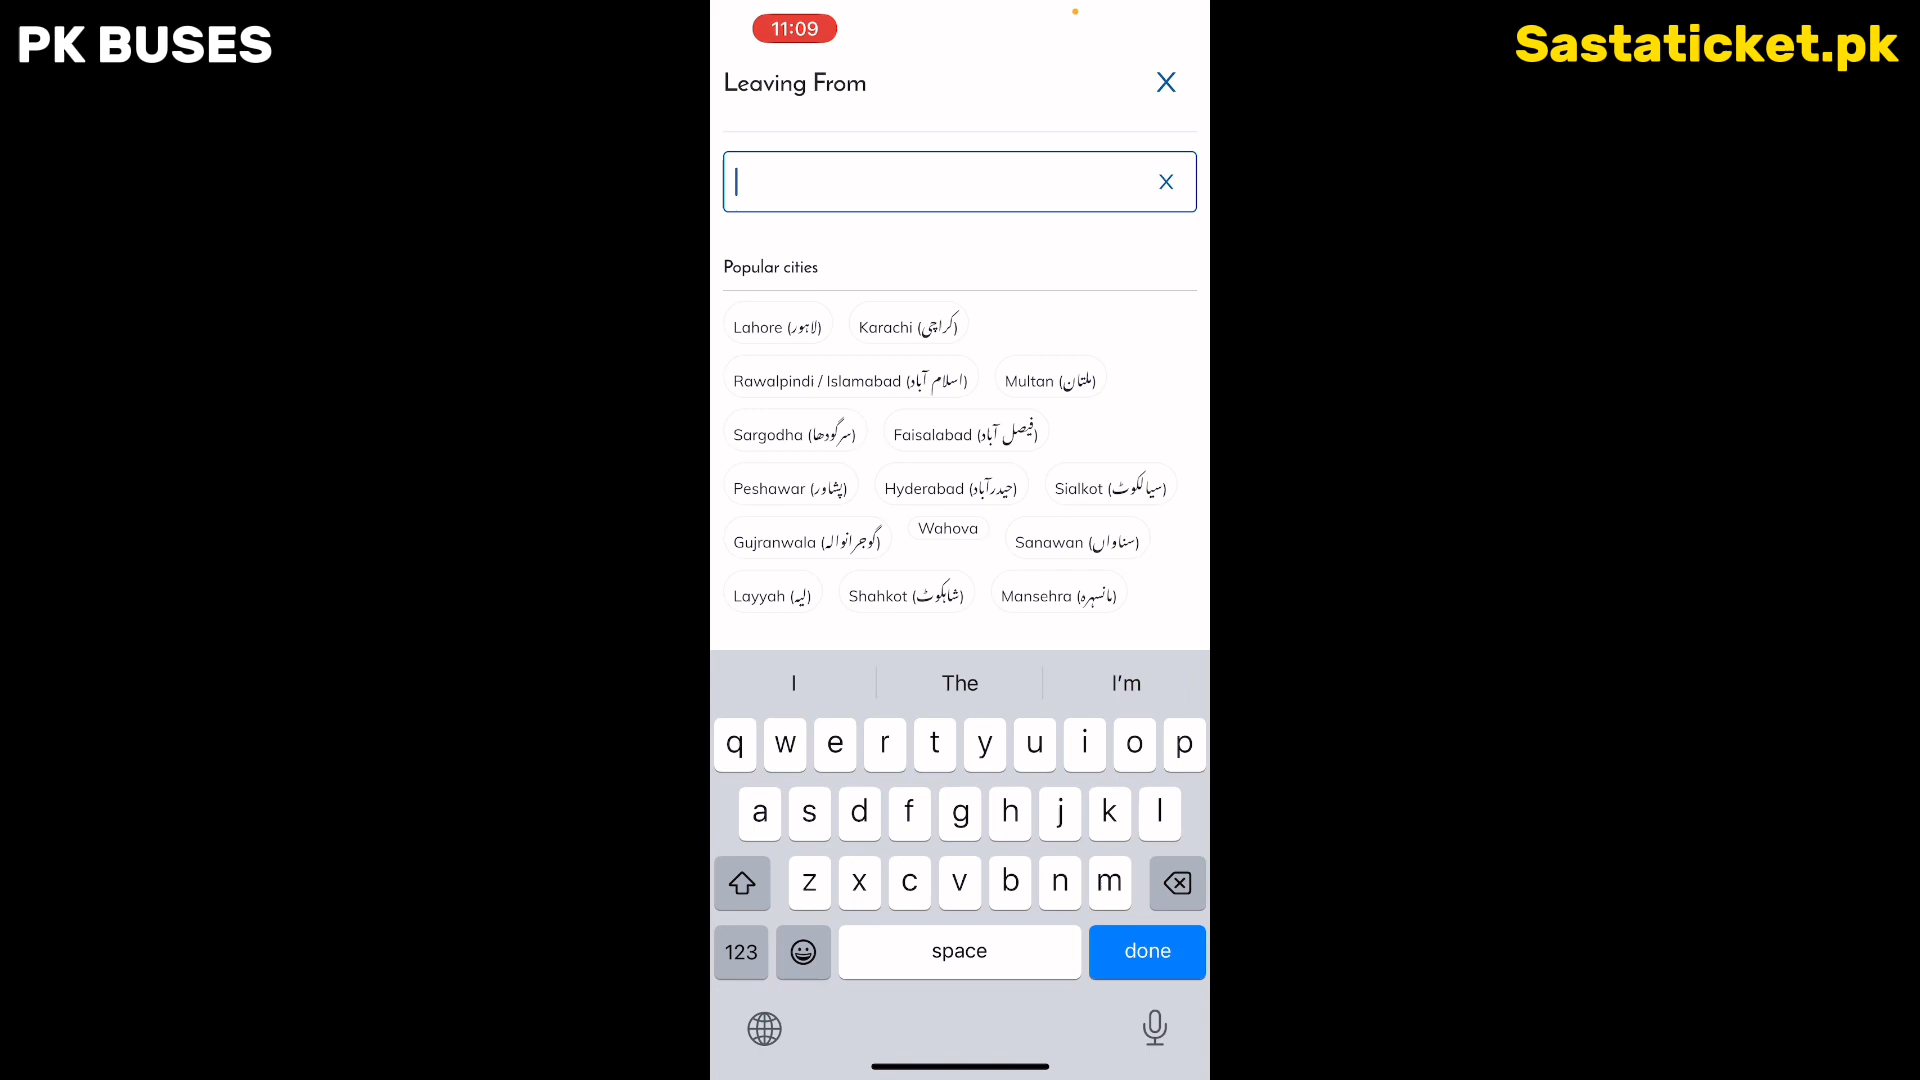 PK BUSES
Sastaticket.pk
11:09
Leaving From
X
X
Popular cities
Lahore (لاہور) Karachi (کراچی)
Rawalpindi / Islamabad (اسلام آباد) Multan (ملتان)
Sargodha (سرگودھا) Faisalabad (فیصل آباد)
Peshawar (پشاور) Hyderabad (حیدرآباد) Sialkot (سیالکوٹ)
Gujranwala (گوجرانوالہ) Wahova Sanawan (سناواں)
Layyah (لیہ) Shahkot (شاہکوٹ) Mansehra (مانسہرہ)
I The I'm
q w e r t y u i o p
a s d f g h j k l
z x c v b n m
123 space done